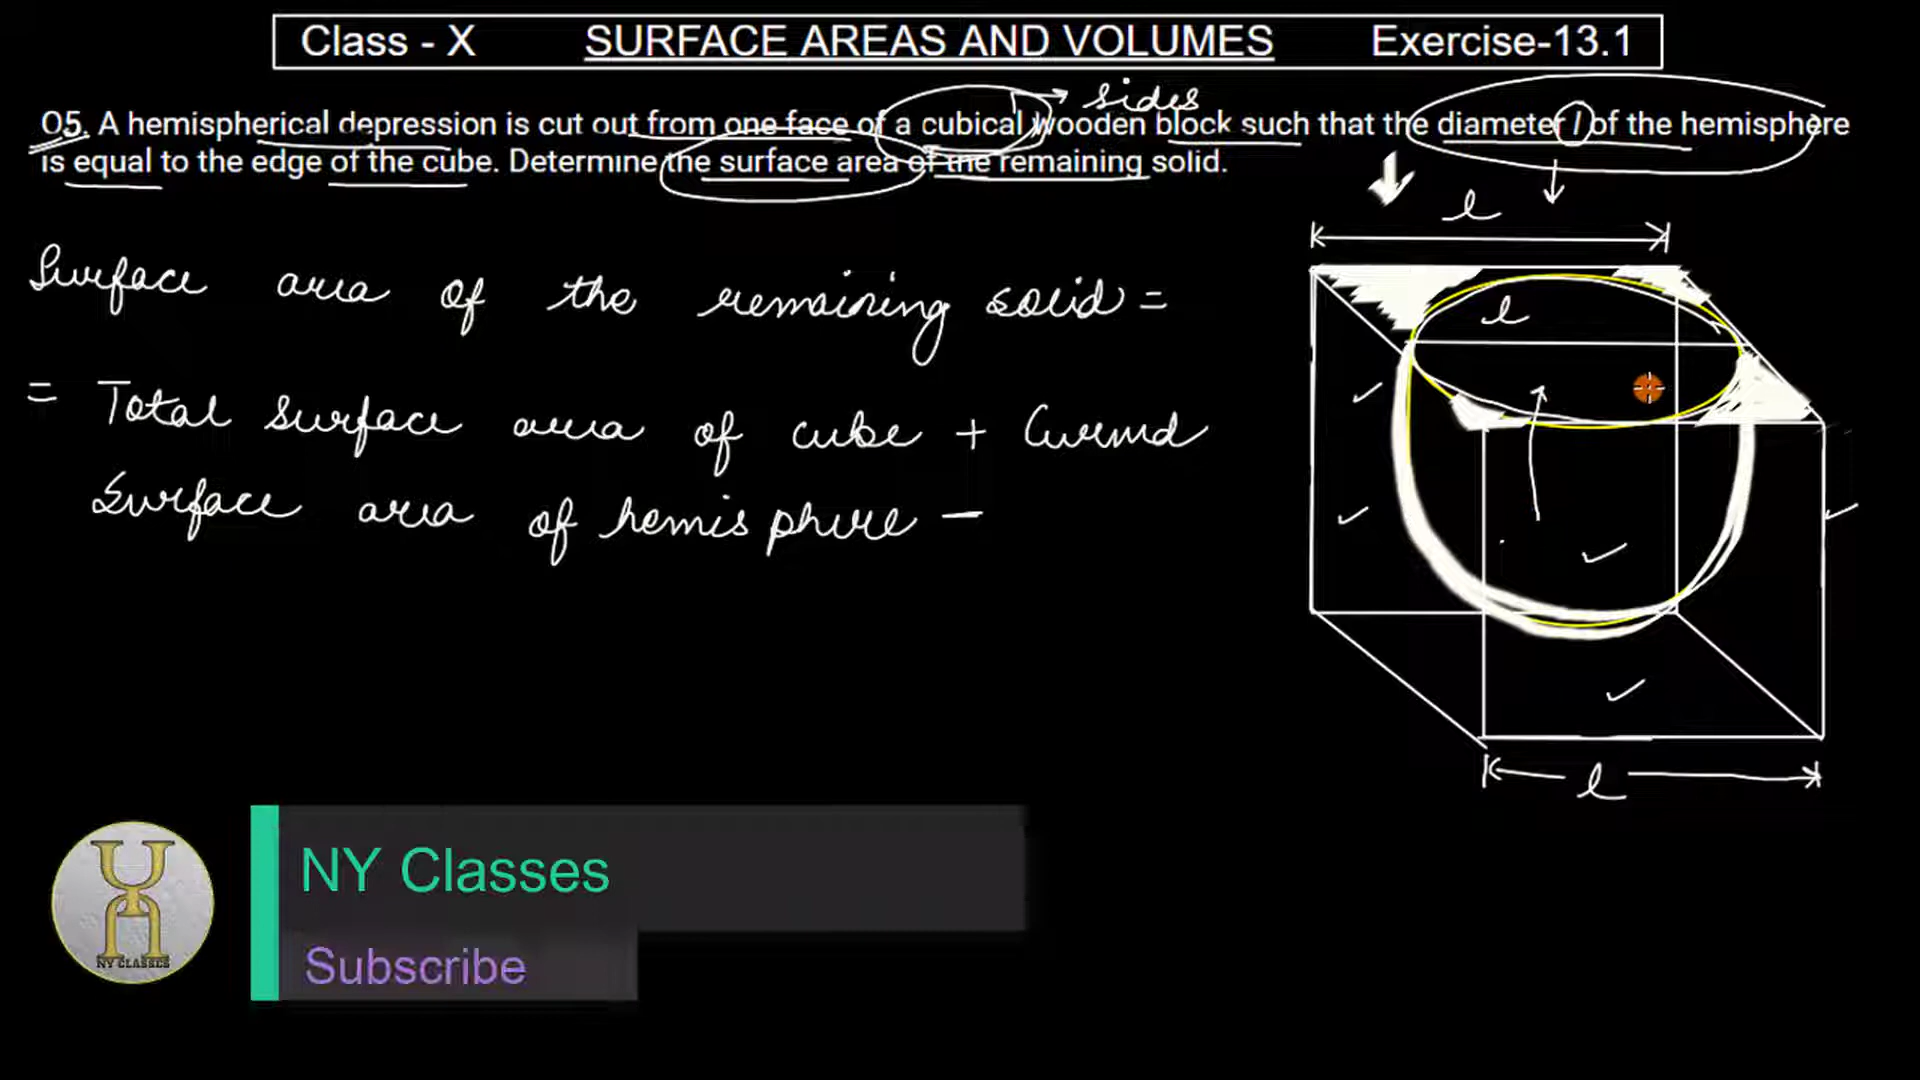 Class - X SURFACE AREAS AND VOLUMES Exercise-13.1
sides
Q5. A hemispherical depression is cut out from one face of a cubical wooden block such that the diameter l of the hemisphere
is equal to the edge of the cube. Determine the surface area of the remaining solid.
l
Surface area of the remaining solid =
l
= Total surface area of cube + Curved
Surface area of hemisphere -
l
NY Classes
NY CLASSES
Subscribe